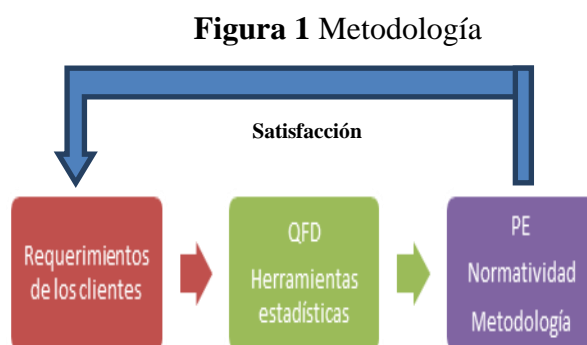 Figura 1 Metodología
Satisfacción
Requerimientos
de los clientes
QFD
Herramientas
estadísticas
PE
Normatividad
Metodología